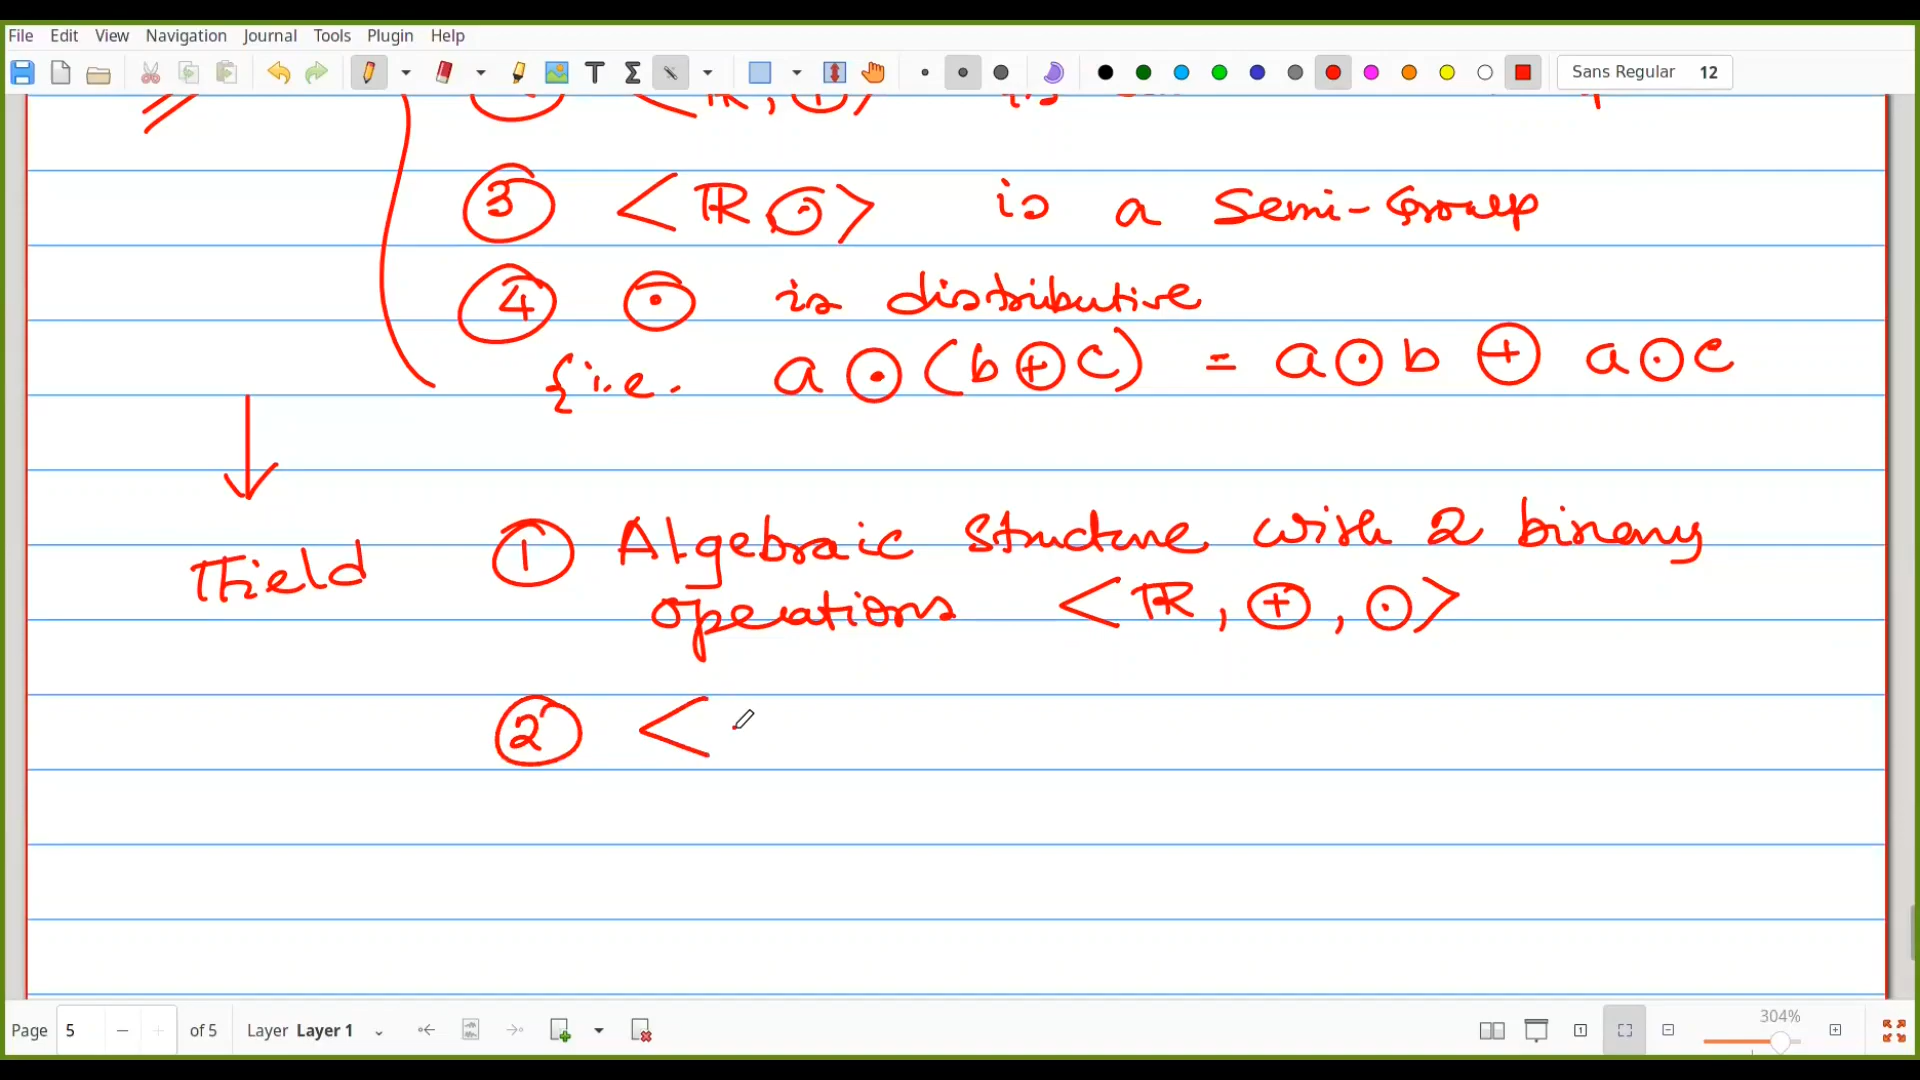 File Edit View Navigation Journal Tools Plugin Help
Sans Regular 12
<ℝ, ⊕> is
③ <ℝ ⊙> is a Semi-Group
④ ⊙ is distributive
{i.e. a ⊙ (b ⊕ c) = a ⊙ b ⊕ a ⊙ c
Field ① Algebraic Structure with 2 binary
operations <ℝ, ⊕, ⊙>
② <
Page 5 of 5 Layer Layer 1 304%